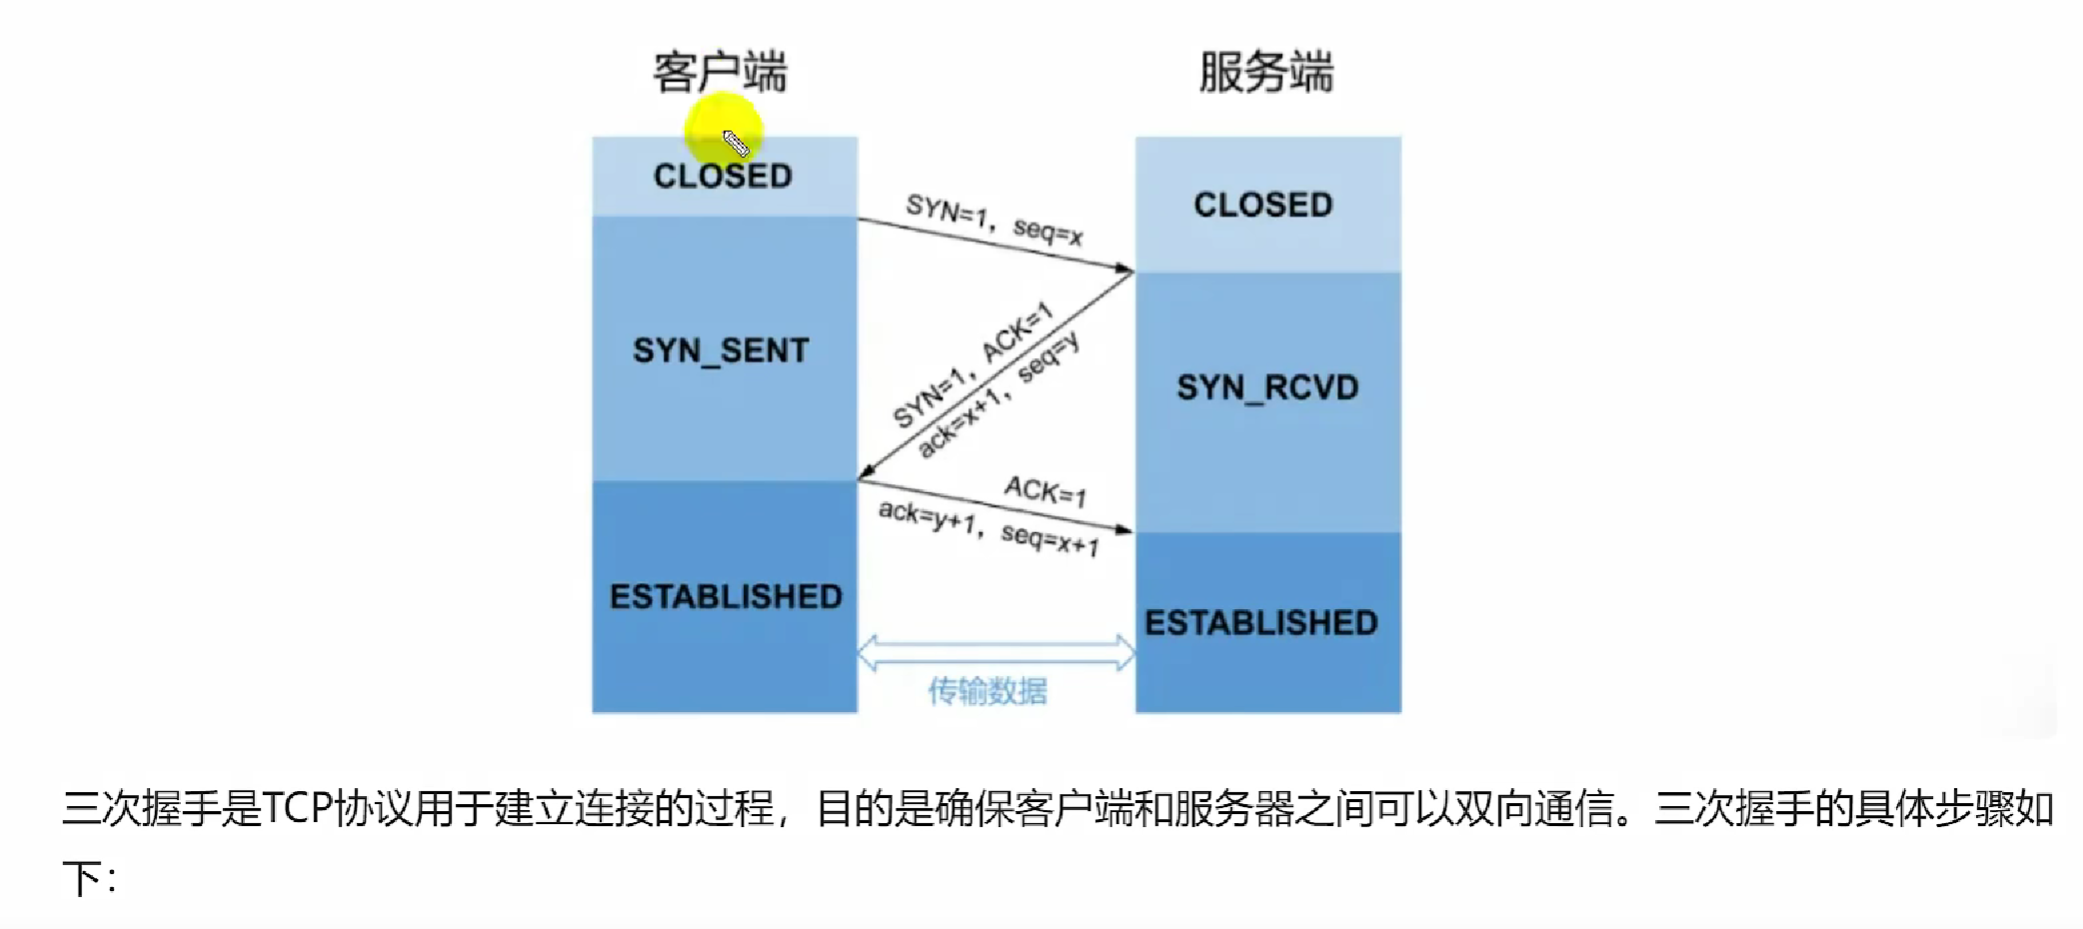 客户端
服务端
CLOSED
CLOSED
SYN=1，seq=x
SYN_SENT
SYN=1，ACK=1
ack=x+1，seq=y
SYN_RCVD
ACK=1
ack=y+1，seq=x+1
ESTABLISHED
ESTABLISHED
传输数据
三次握手是TCP协议用于建立连接的过程，目的是确保客户端和服务器之间可以双向通信。三次握手的具体步骤如
下：